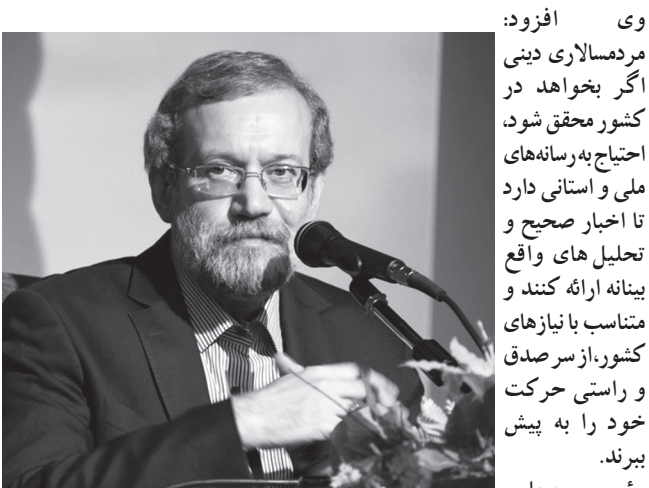 وی افزود:
مردمسالاری دینی
اگر بخواهد در
کشور محقق شود،
احتیاج به رسانه‌های
ملی و استانی دارد
تا اخبار صحیح و
تحلیل های واقع
بینانه ارائه کنند و
متناسب با نیازهای
کشور،از سر صدق
و راستی حرکت
خود را به پیش
ببرند.